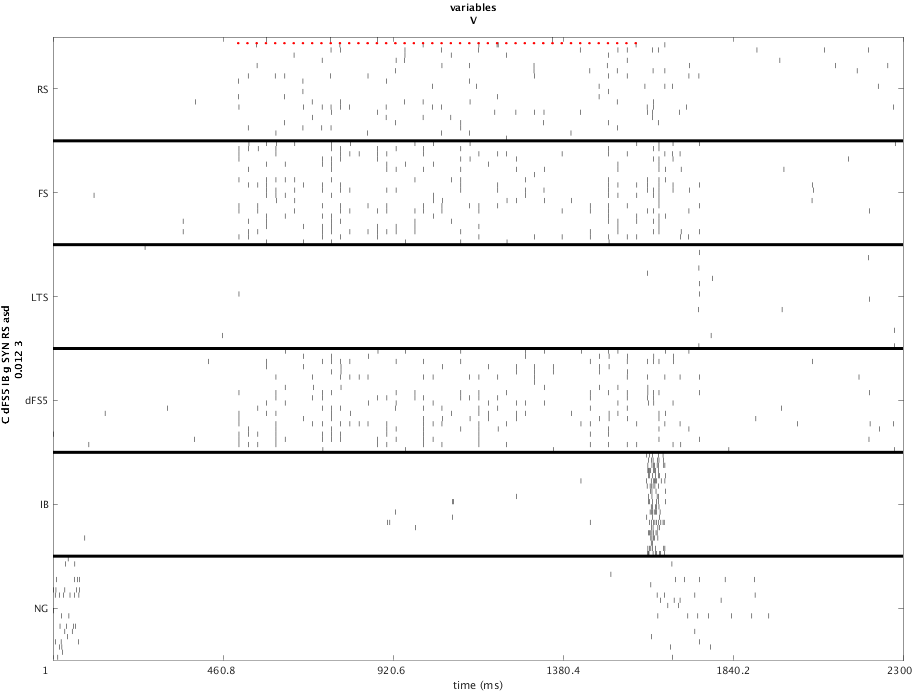 variables
V
RS
FS
LTS
dFS5
IB
NG
C dFS5 IB g SYN RS asd
0.012 3
1
460.8
920.6
1380.4
1840.2
2300
time (ms)